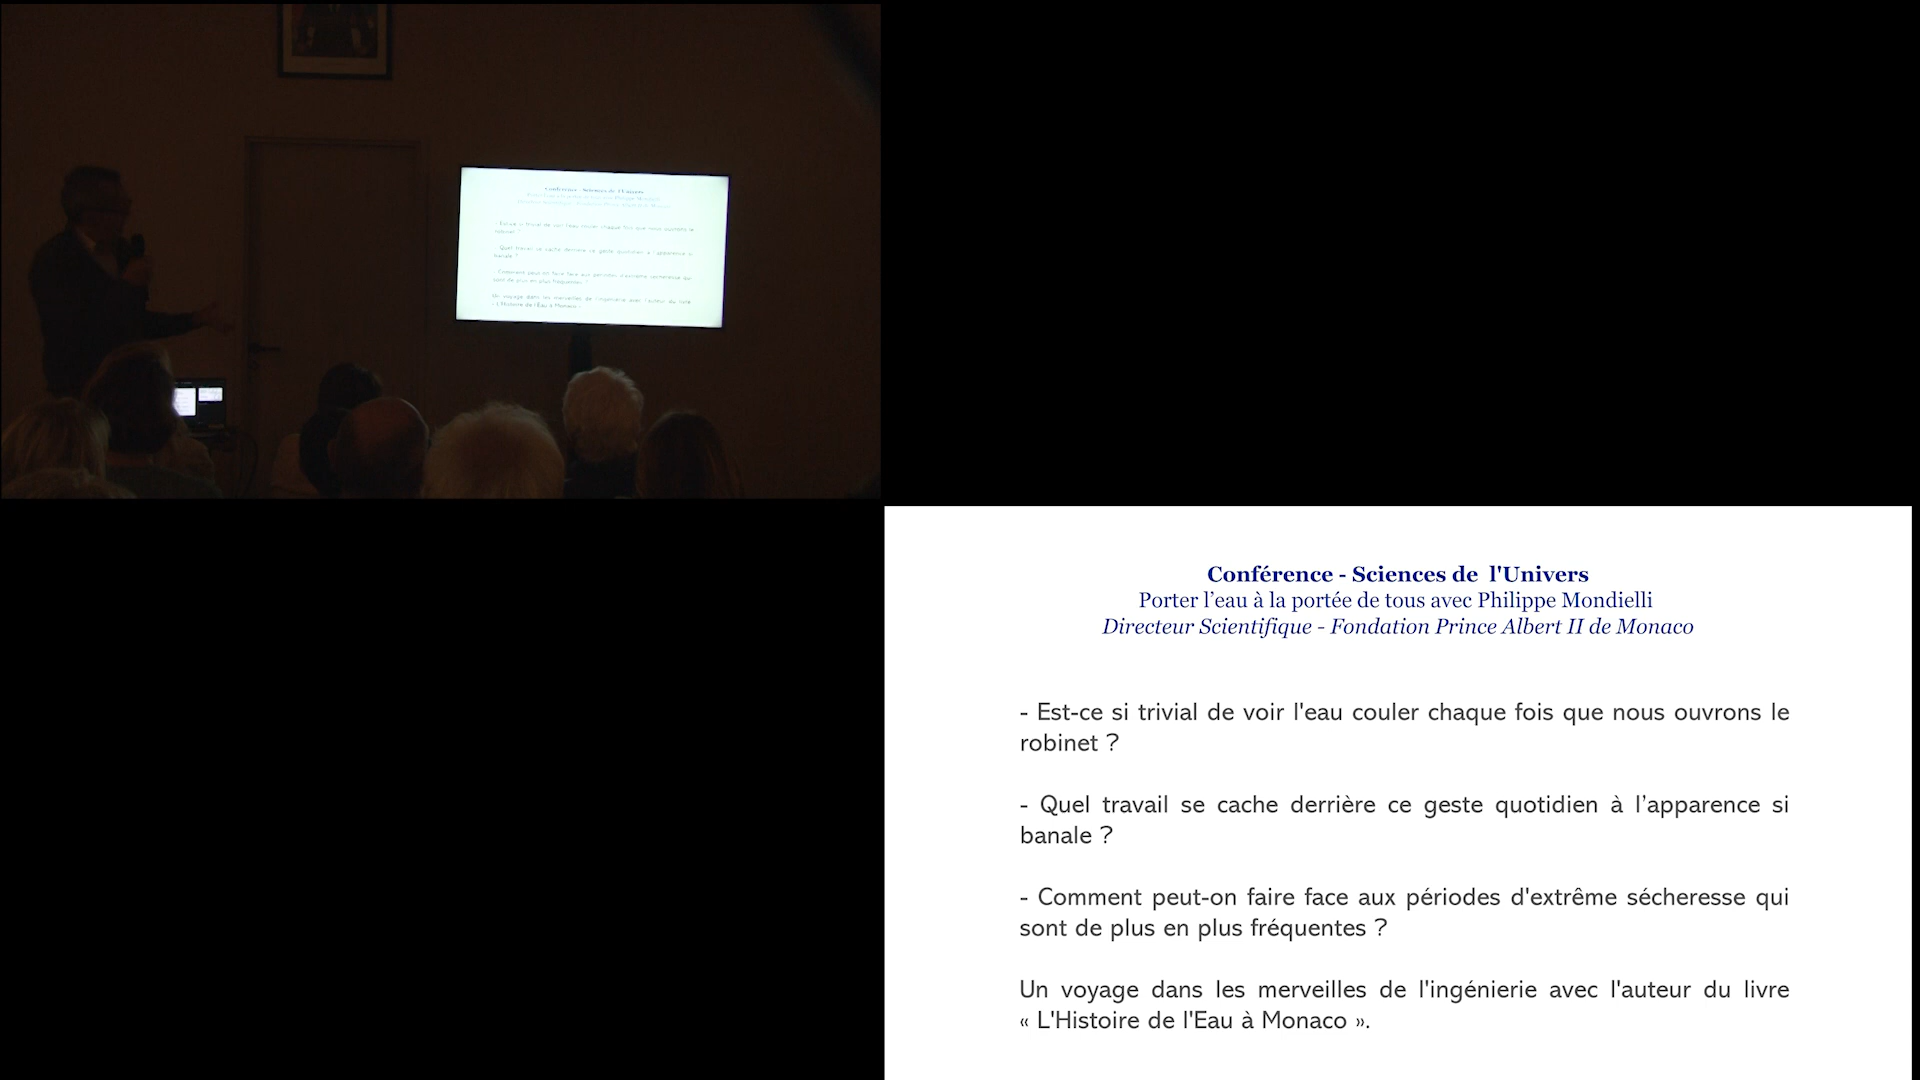 Conférence - Sciences de l'Univers
Porter l’eau à la portée de tous avec Philippe Mondielli
Directeur Scientifique - Fondation Prince Albert II de Monaco
- Est-ce si trivial de voir l'eau couler chaque fois que nous ouvrons le
robinet ?
- Quel travail se cache derrière ce geste quotidien à l’apparence si
banale ?
- Comment peut-on faire face aux périodes d'extrême sécheresse qui
sont de plus en plus fréquentes ?
Un voyage dans les merveilles de l'ingénierie avec l'auteur du livre
« L'Histoire de l'Eau à Monaco ».